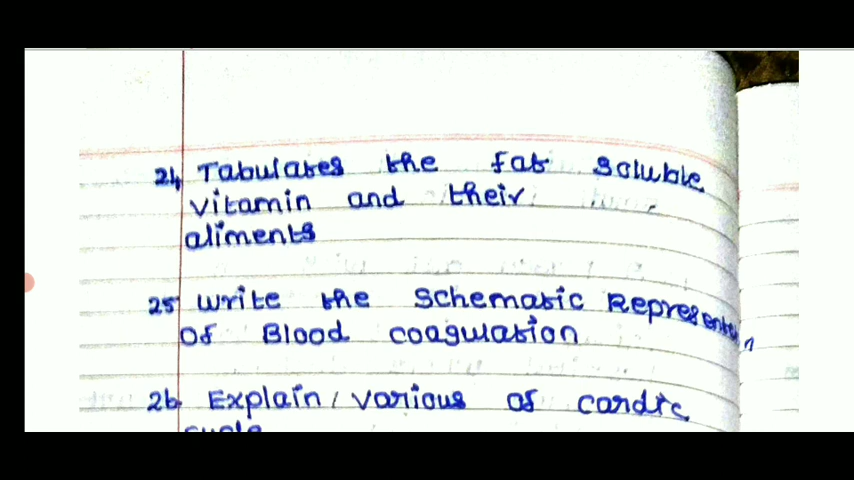 24 Tabulates the fat soluble
vitamin and their
aliments
25 Write the Schematic Represent
of Blood coagulation
26 Explain / various of cardic
cycle